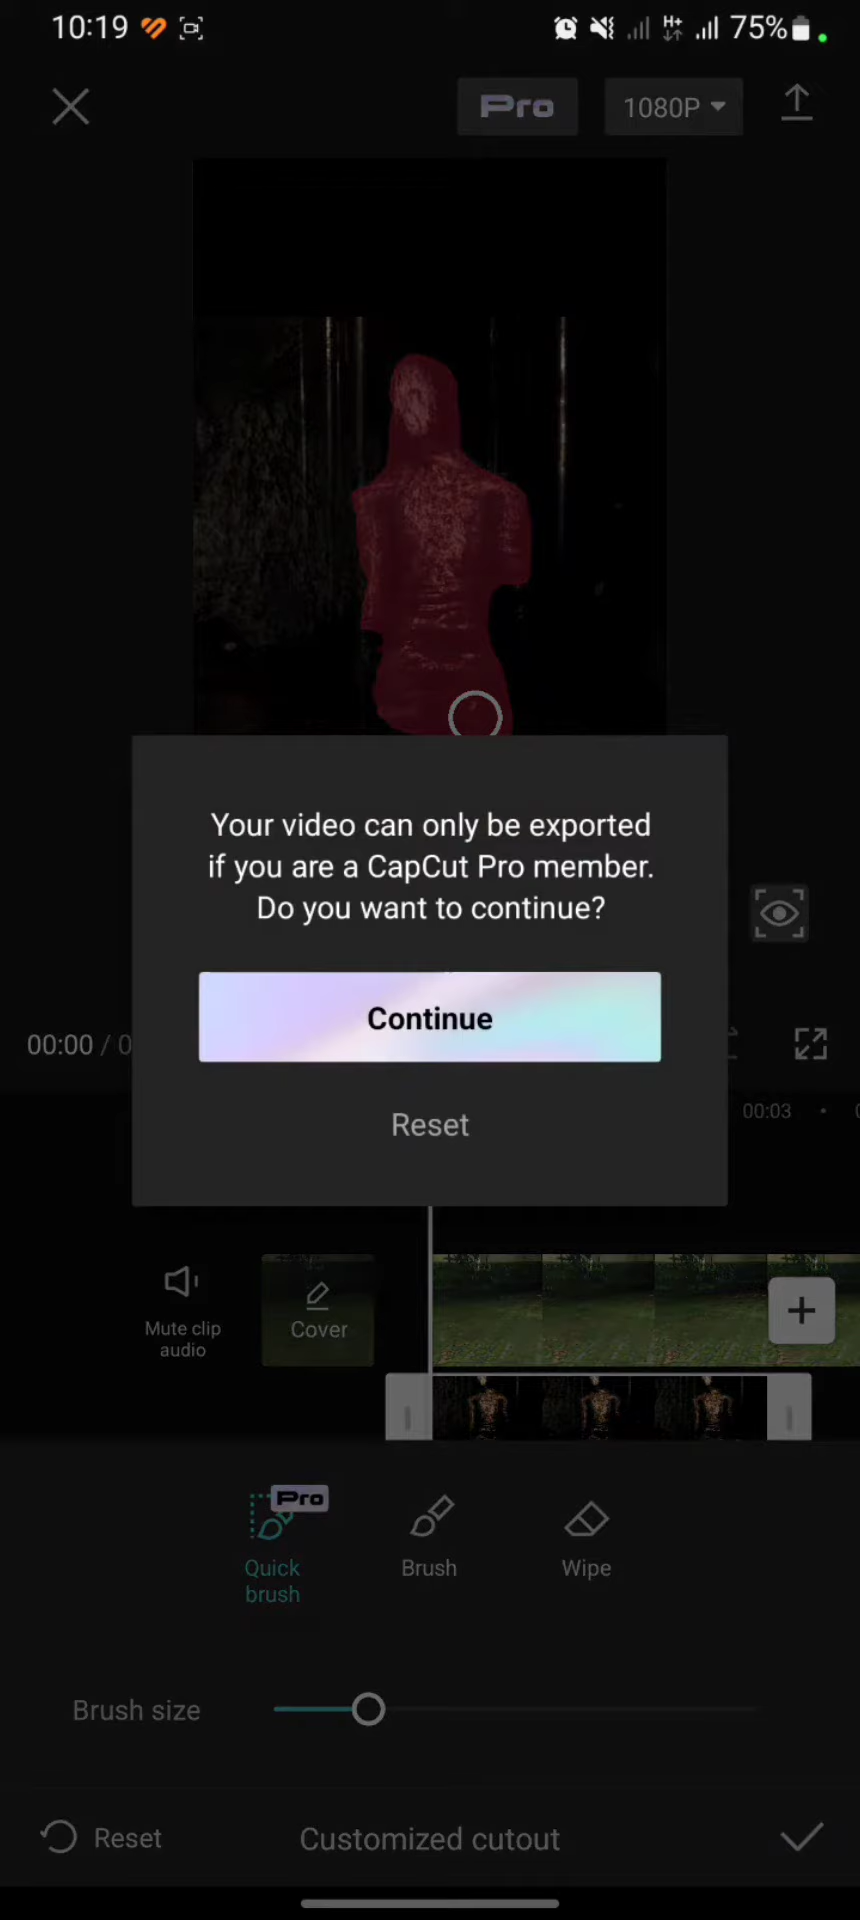 10:19
H+
75%
Pro
1080P
Your video can only be exported
if you are a CapCut Pro member.
Do you want to continue?
Continue
00:00 / 0
Reset
00:03
Mute clip
audio
Cover
Pro
Quick
brush
Brush
Wipe
Brush size
Reset
Customized cutout